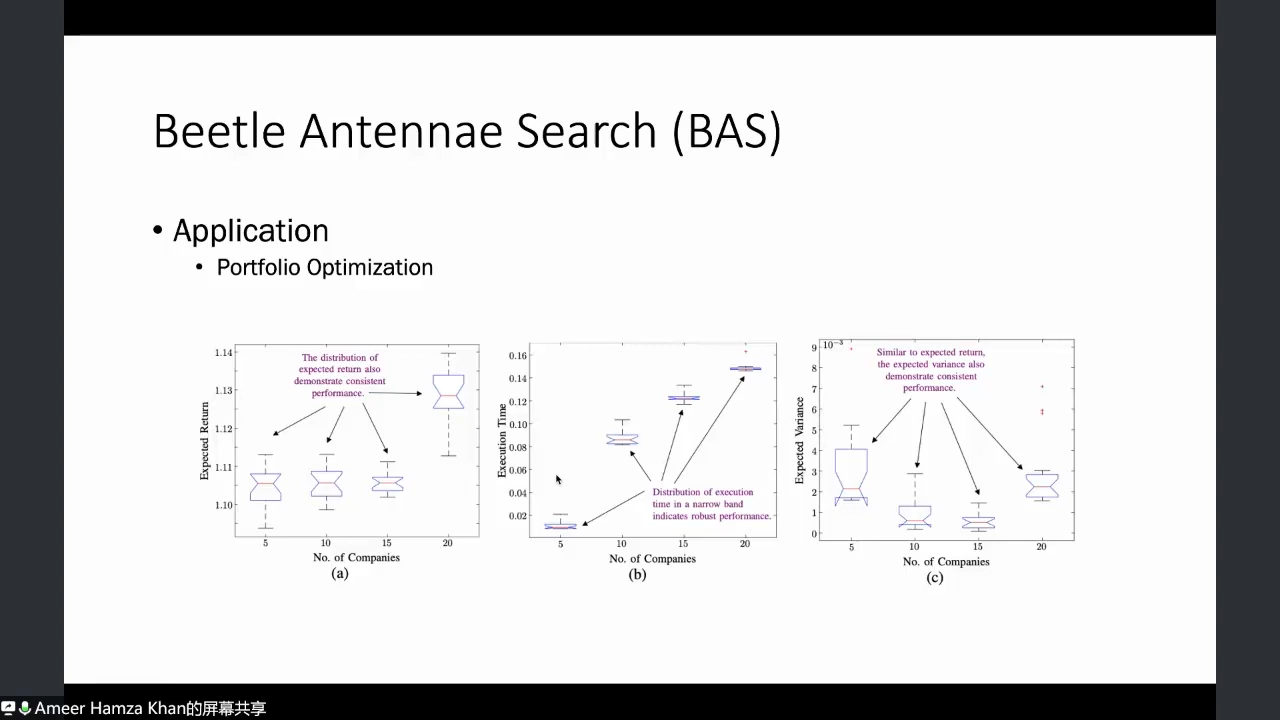 Beetle Antennae Search (BAS)
• Application
• Portfolio Optimization
1.14
1.13
1.12
1.11
1.10
Expected Return
The distribution of
expected return also
demonstrate consistent
performance.
5 10 15 20
No. of Companies
(a)
0.16
0.14
0.12
0.10
0.08
0.06
0.04
0.02
Execution Time
Distribution of execution
time in a narrow band
indicates robust performance.
5 10 15 20
No. of Companies
(b)
10⁻³
9
8
7
6
5
4
3
2
1
0
Expected Variance
Similar to expected return,
the expected variance also
demonstrate consistent
performance.
5 10 15 20
No. of Companies
(c)
Ameer Hamza Khan的屏幕共享